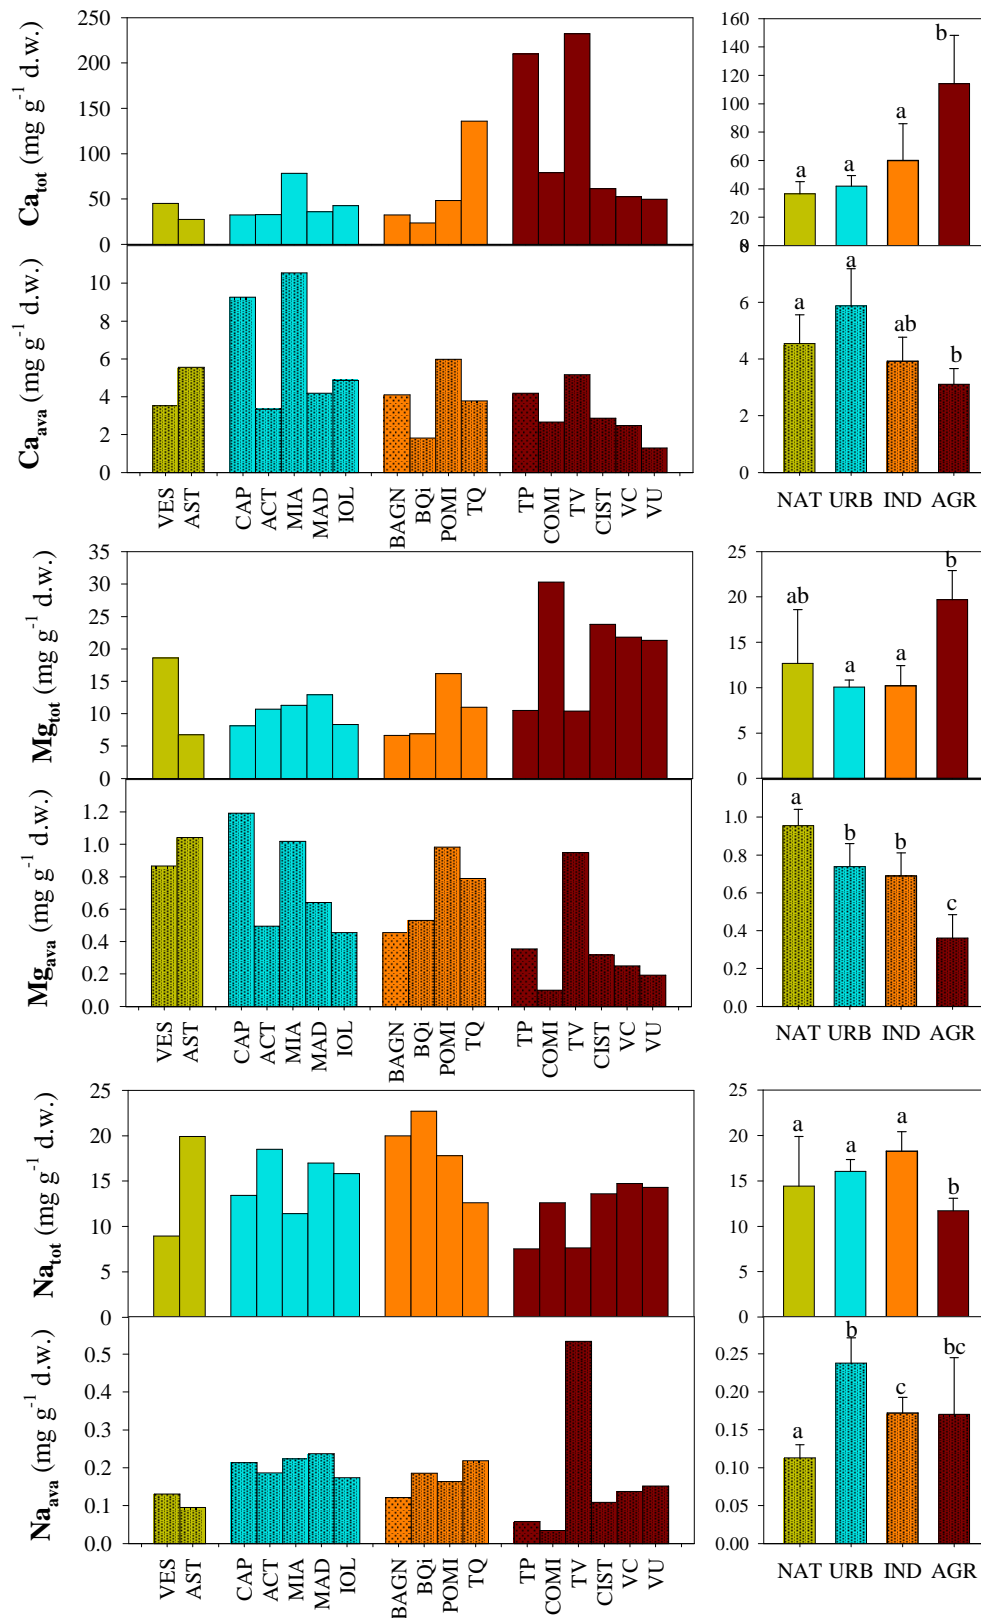 Ca_tot (mg g^-1 d.w.)
250
200
150
100
50
0
160
140
120
100
80
60
40
20
0
a
a
a
b
Ca_ava (mg g^-1 d.w.)
10
8
6
4
2
0
8
6
4
2
0
a
a
ab
b
VES
AST
CAP
ACT
MIA
MAD
IOL
BAGN
BQi
POMI
TQ
TP
COMI
TV
CIST
VC
VU
NAT URB IND AGR
Mg_tot (mg g^-1 d.w.)
35
30
25
20
15
10
5
0
25
20
15
10
5
0
ab
a
a
b
Mg_ava (mg g^-1 d.w.)
1.2
1.0
0.8
0.6
0.4
0.2
0.0
1.0
0.8
0.6
0.4
0.2
0.0
a
b
b
c
VES
AST
CAP
ACT
MIA
MAD
IOL
BAGN
BQi
POMI
TQ
TP
COMI
TV
CIST
VC
VU
NAT URB IND AGR
Na_tot (mg g^-1 d.w.)
25
20
15
10
5
0
25
20
15
10
5
0
a
a
a
b
Na_ava (mg g^-1 d.w.)
0.5
0.4
0.3
0.2
0.1
0.0
0.25
0.20
0.15
0.10
0.05
0.00
a
b
c
bc
VES
AST
CAP
ACT
MIA
MAD
IOL
BAGN
BQi
POMI
TQ
TP
COMI
TV
CIST
VC
VU
NAT URB IND AGR